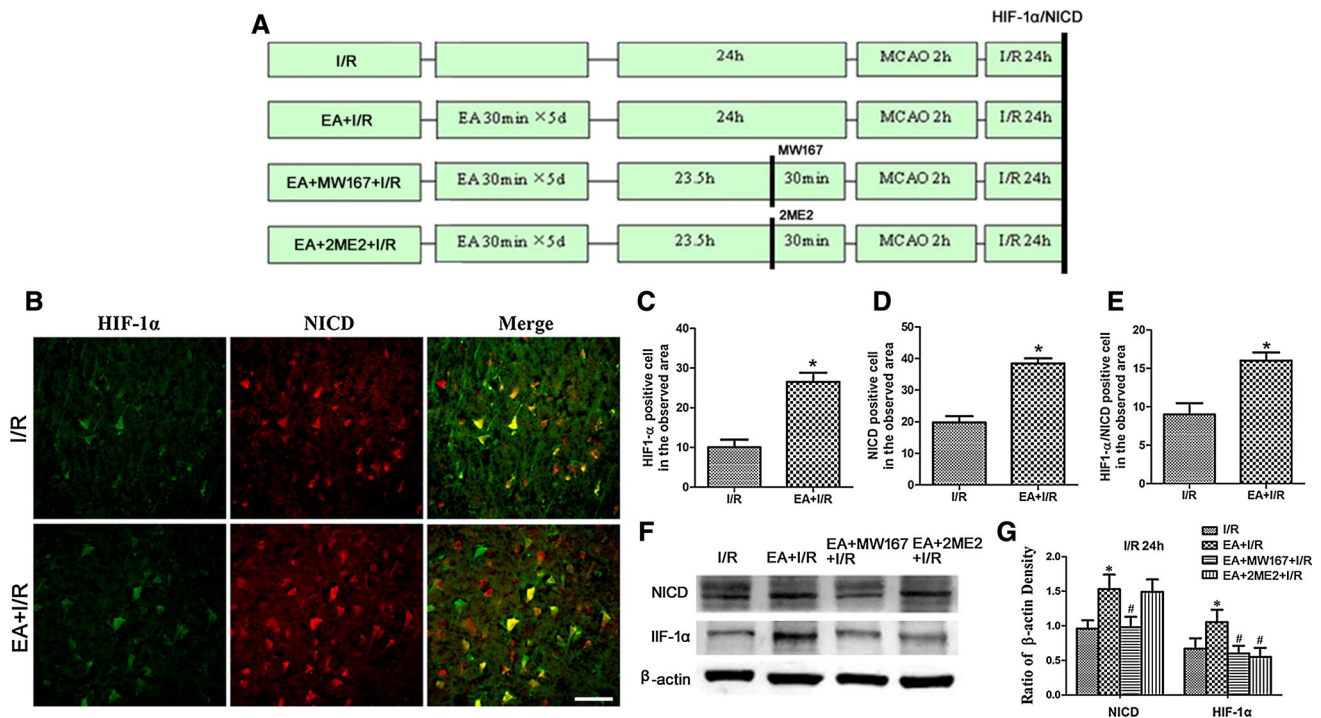 A
HIF-1α/NICD
I/R
24h
MCAO 2h
I/R 24h
EA+I/R
EA 30min ×5d
24h
MCAO 2h
I/R 24h
MW167
EA+MW167+I/R
EA 30min ×5d
23.5h
30min
MCAO 2h
I/R 24h
2ME2
EA+2ME2+I/R
EA 30min ×5d
23.5h
30min
MCAO 2h
I/R 24h
B
HIF-1α
NICD
Merge
I/R
EA+I/R
C
HIF1-α positive cell
in the observed area
40
30
20
10
0
*
I/R
EA+I/R
D
NICD positive cell
in the observed area
50
40
30
20
10
0
*
I/R
EA+I/R
E
HIF1-α/NICD positive cell
in the observed area
20
15
10
5
0
*
I/R
EA+I/R
F
I/R
EA+I/R
EA+MW167
+I/R
EA+2ME2
+I/R
NICD
IIF-1α
β-actin
G
I/R
EA+I/R
EA+MW167+I/R
EA+2ME2+I/R
I/R 24h
Ratio of β-actin Density
2.0
1.5
1.0
0.5
0.0
*
#
*
#
#
NICD
HIF-1α